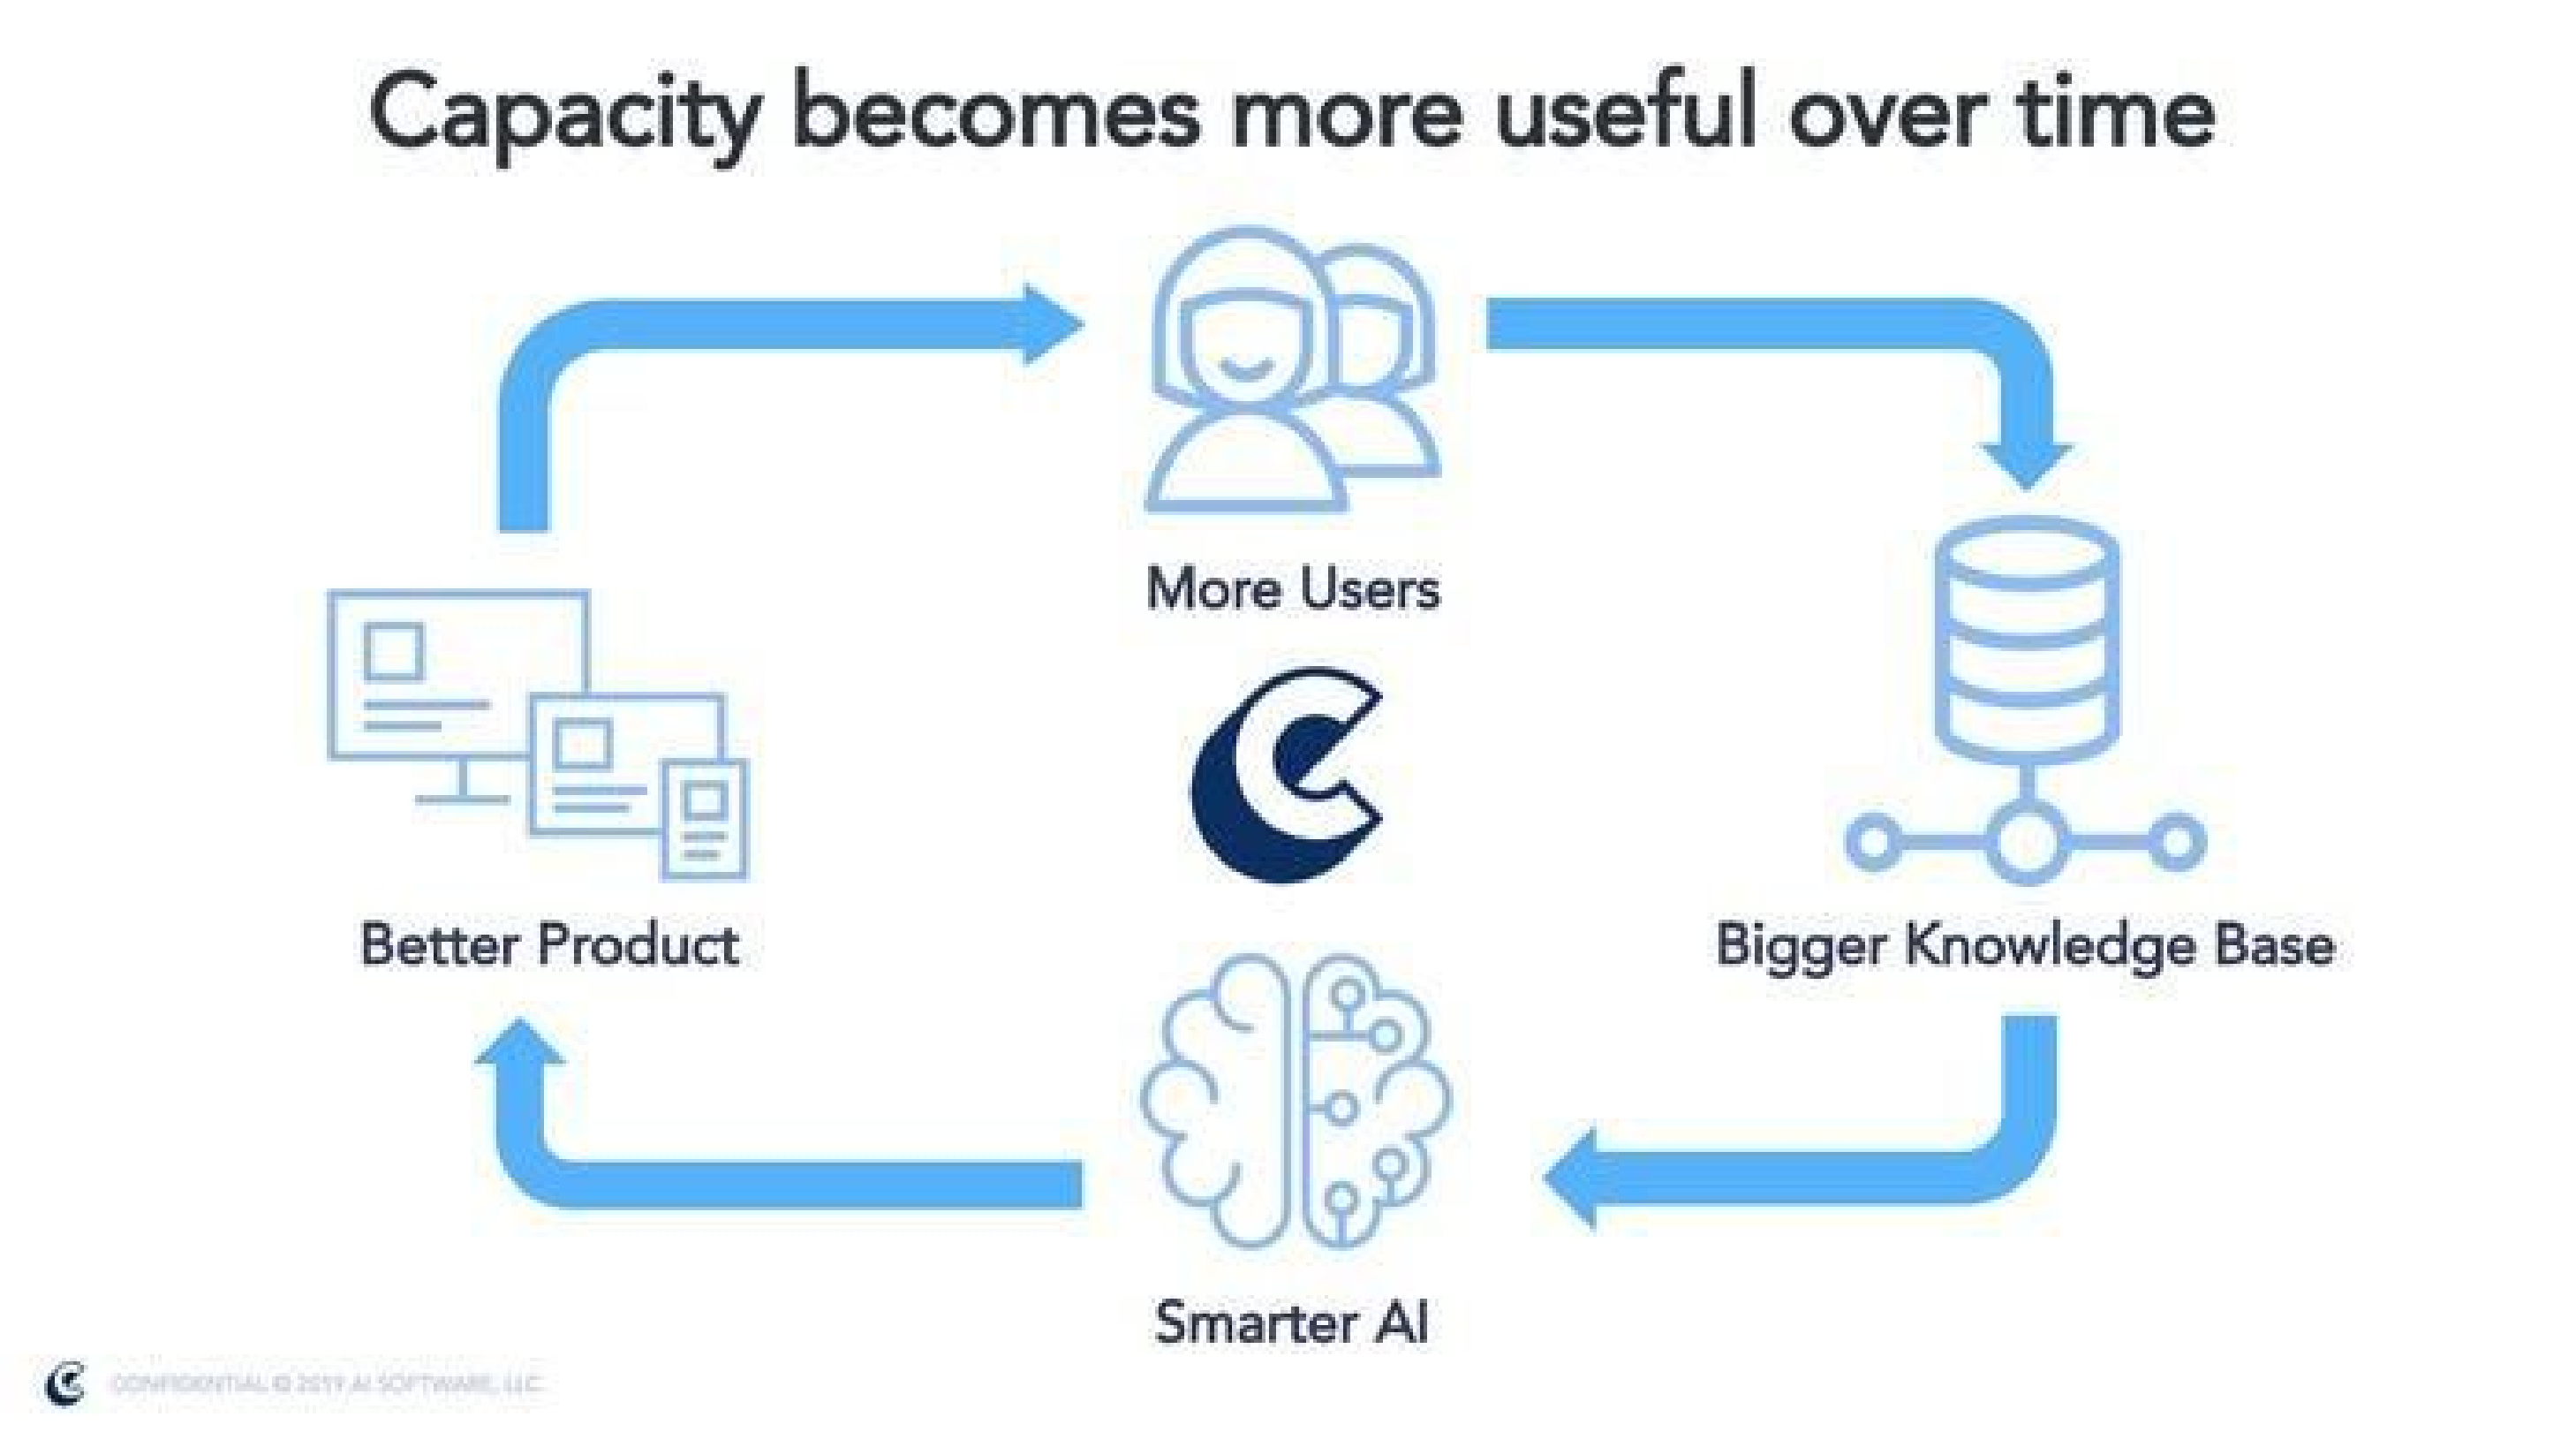 Capacity becomes more useful over time
More Users
Better Product
Bigger Knowledge Base
Smarter AI
CONFIDENTIAL © 2019 AI SOFTWARE, LLC